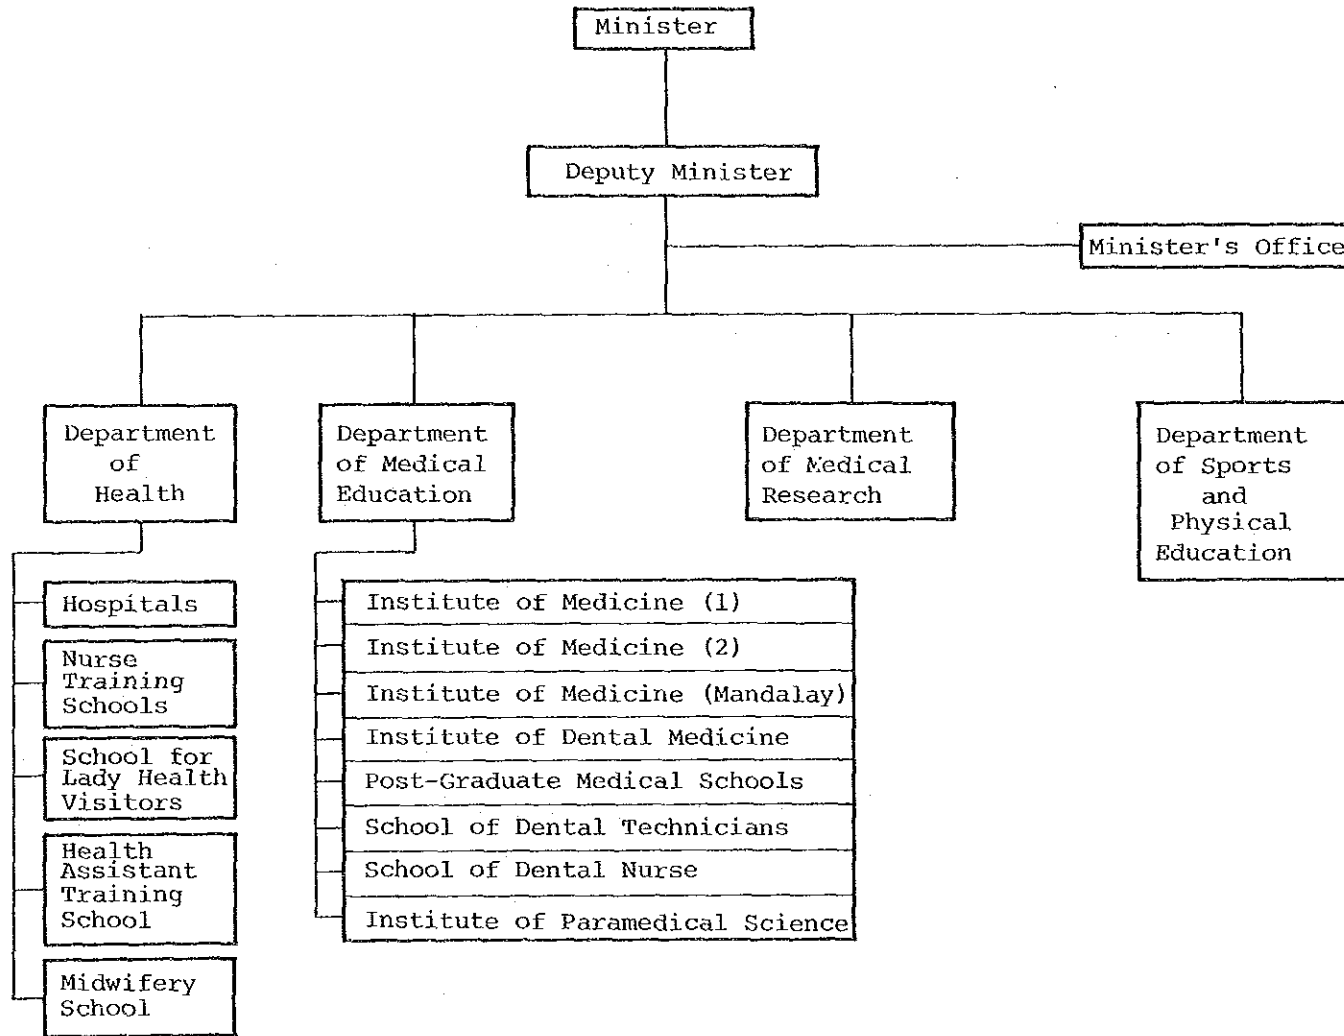 Minister
Deputy Minister
Minister's Office
Department
of
Health
Department
of Medical
Education
Department
of Medical
Research
Department
of Sports
and
Physical
Education
Hospitals
Nurse
Training
Schools
School for
Lady Health
Visitors
Health
Assistant
Training
School
Midwifery
School
Institute of Medicine (1)
Institute of Medicine (2)
Institute of Medicine (Mandalay)
Institute of Dental Medicine
Post-Graduate Medical Schools
School of Dental Technicians
School of Dental Nurse
Institute of Paramedical Science